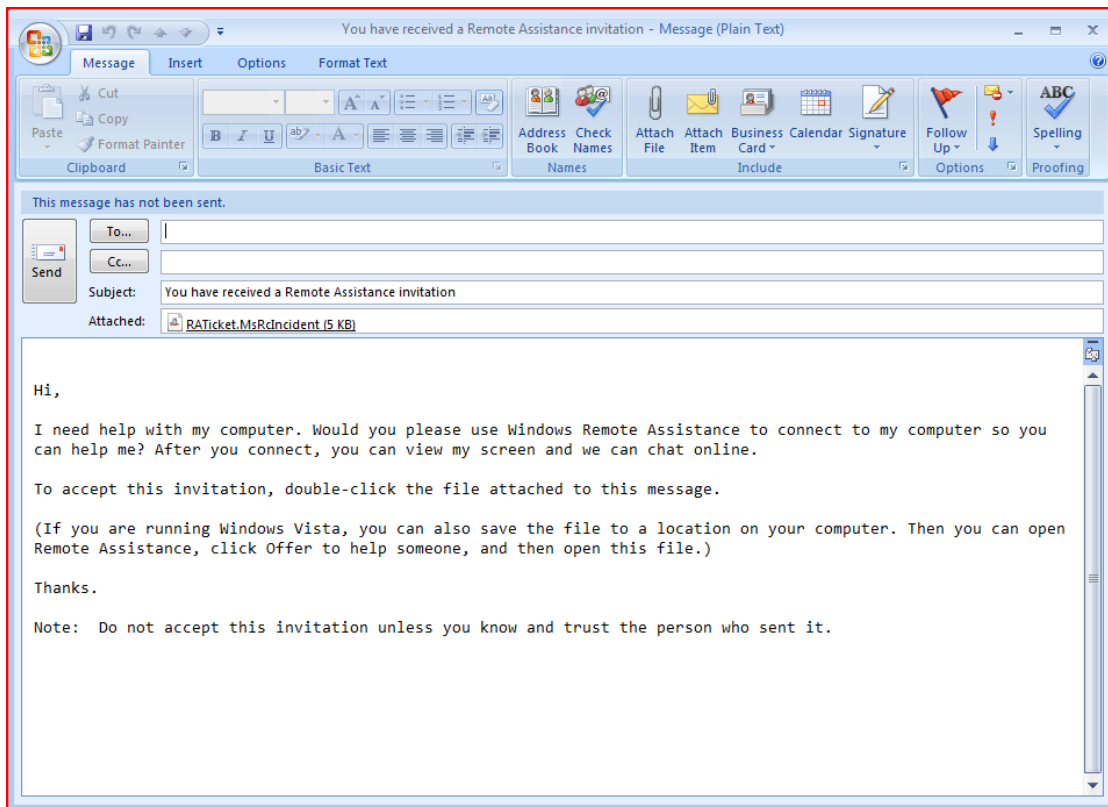 You have received a Remote Assistance invitation - Message (Plain Text)
Message Insert Options Format Text
Paste
Cut
Copy
Format Painter
Clipboard
B I U ab A
Basic Text
Address Book
Check Names
Names
Attach File
Attach Item
Business Card
Calendar
Signature
Include
Follow Up
Options
ABC
Spelling
Proofing
This message has not been sent.
Send
To...
Cc...
Subject: You have received a Remote Assistance invitation
Attached: RATicket.MsRcIncident (5 KB)
Hi,
I need help with my computer. Would you please use Windows Remote Assistance to connect to my computer so you
can help me? After you connect, you can view my screen and we can chat online.
To accept this invitation, double-click the file attached to this message.
(If you are running Windows Vista, you can also save the file to a location on your computer. Then you can open
Remote Assistance, click Offer to help someone, and then open this file.)
Thanks.
Note:  Do not accept this invitation unless you know and trust the person who sent it.